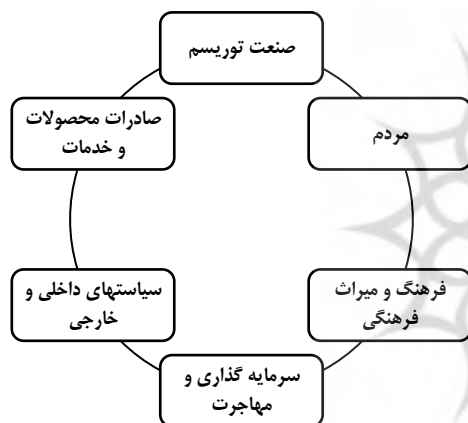 صنعت توریسم
مردم
صادرات محصولات
و خدمات
فرهنگ و میراث
فرهنگی
سیاستهای داخلی و
خارجی
سرمایه گذاری و
مهاجرت